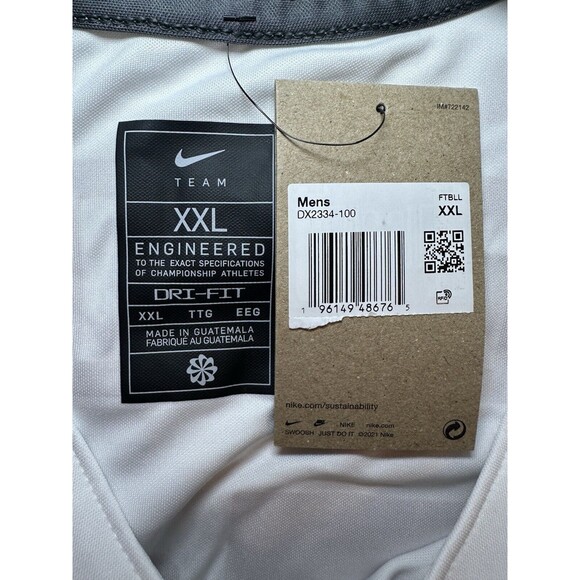 TEAM
XXL
ENGINEERED
TO THE EXACT SPECIFICATIONS
OF CHAMPIONSHIP ATHLETES
DRI-FIT
XXL TTG EEG
MADE IN GUATEMALA
FABRIQUÉ AU GUATEMALA
IM#722142
Mens
DX2334-100
FTBLL
XXL
1 96149 48676 5
RFID
nike.com/sustainability
NIKE
SWOOSH JUST DO IT. ©2021 Nike